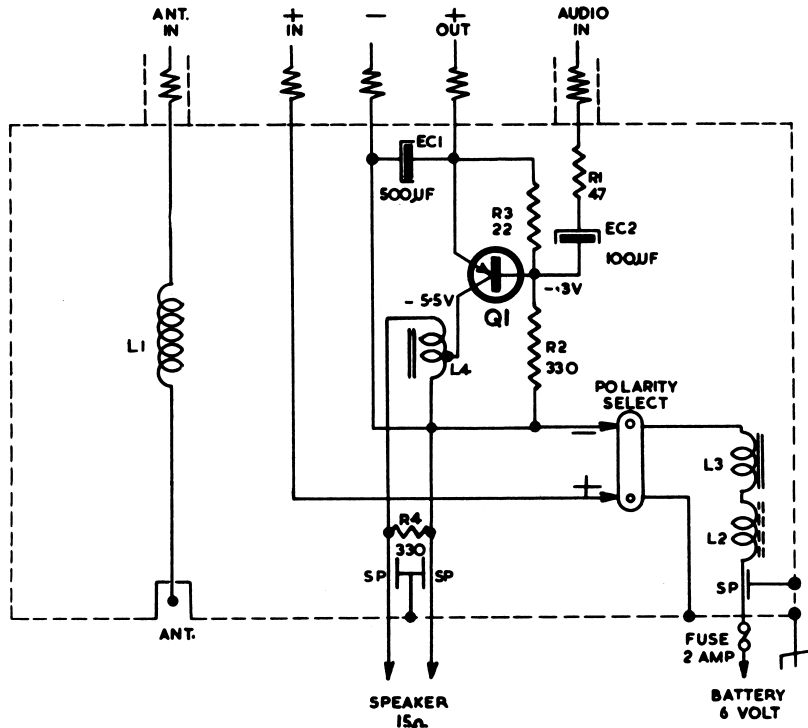 ANT.
IN
+
IN
−
+
OUT
AUDIO
IN
EC1
500UF
R1
47
R3
22
EC2
100UF
- 5·5V
Q1
-·3V
L1
L4
R2
330
POLARITY
SELECT
−
+
L3
L2
R4
330
SP
SP
SP
ANT.
FUSE
2 AMP
SPEAKER
15Ω
BATTERY
6 VOLT